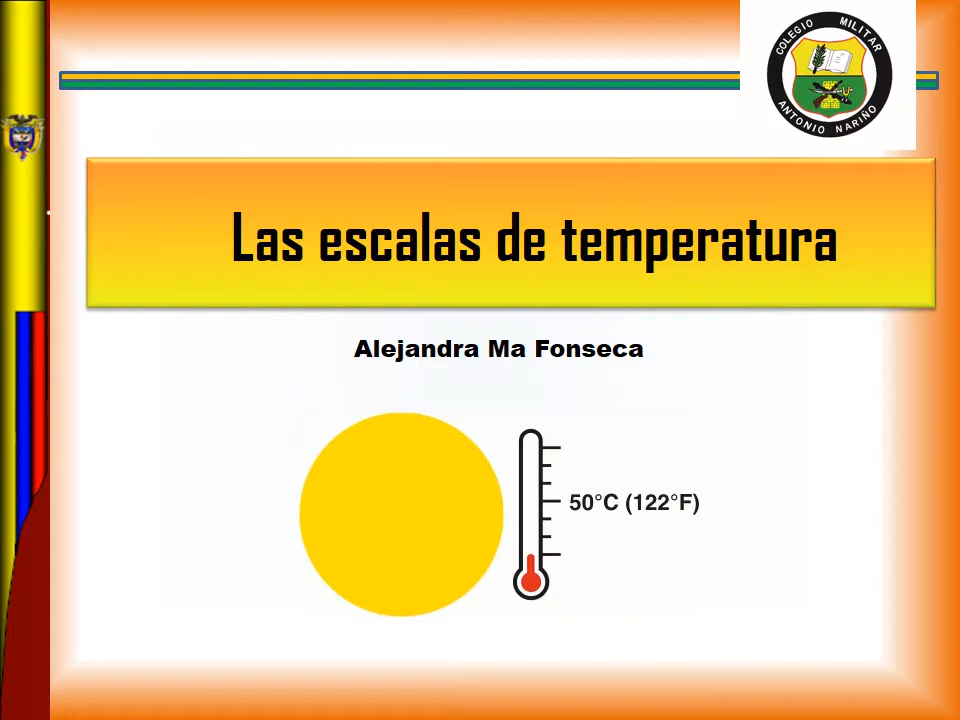 COLEGIO MILITAR
ANTONIO NARIÑO
Las escalas de temperatura
Alejandra Ma Fonseca
50°C (122°F)